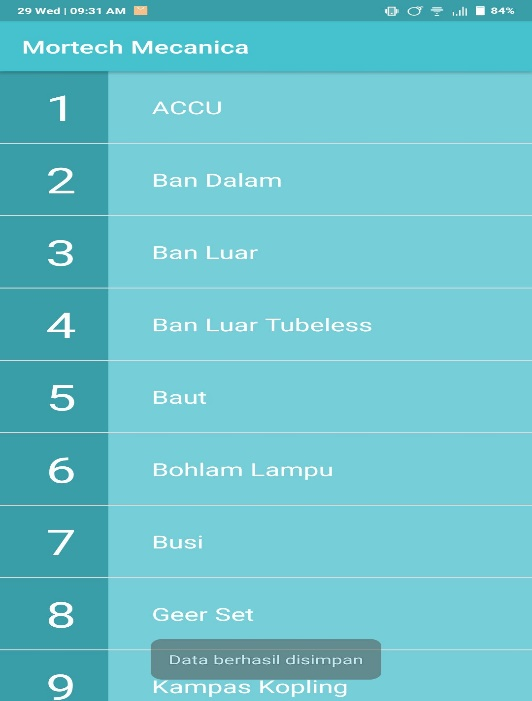 29 Wed | 09:31 AM
84%
Mortech Mecanica
1 ACCU
2 Ban Dalam
3 Ban Luar
4 Ban Luar Tubeless
5 Baut
6 Bohlam Lampu
7 Busi
8 Geer Set
Data berhasil disimpan
9 Kampas Kopling